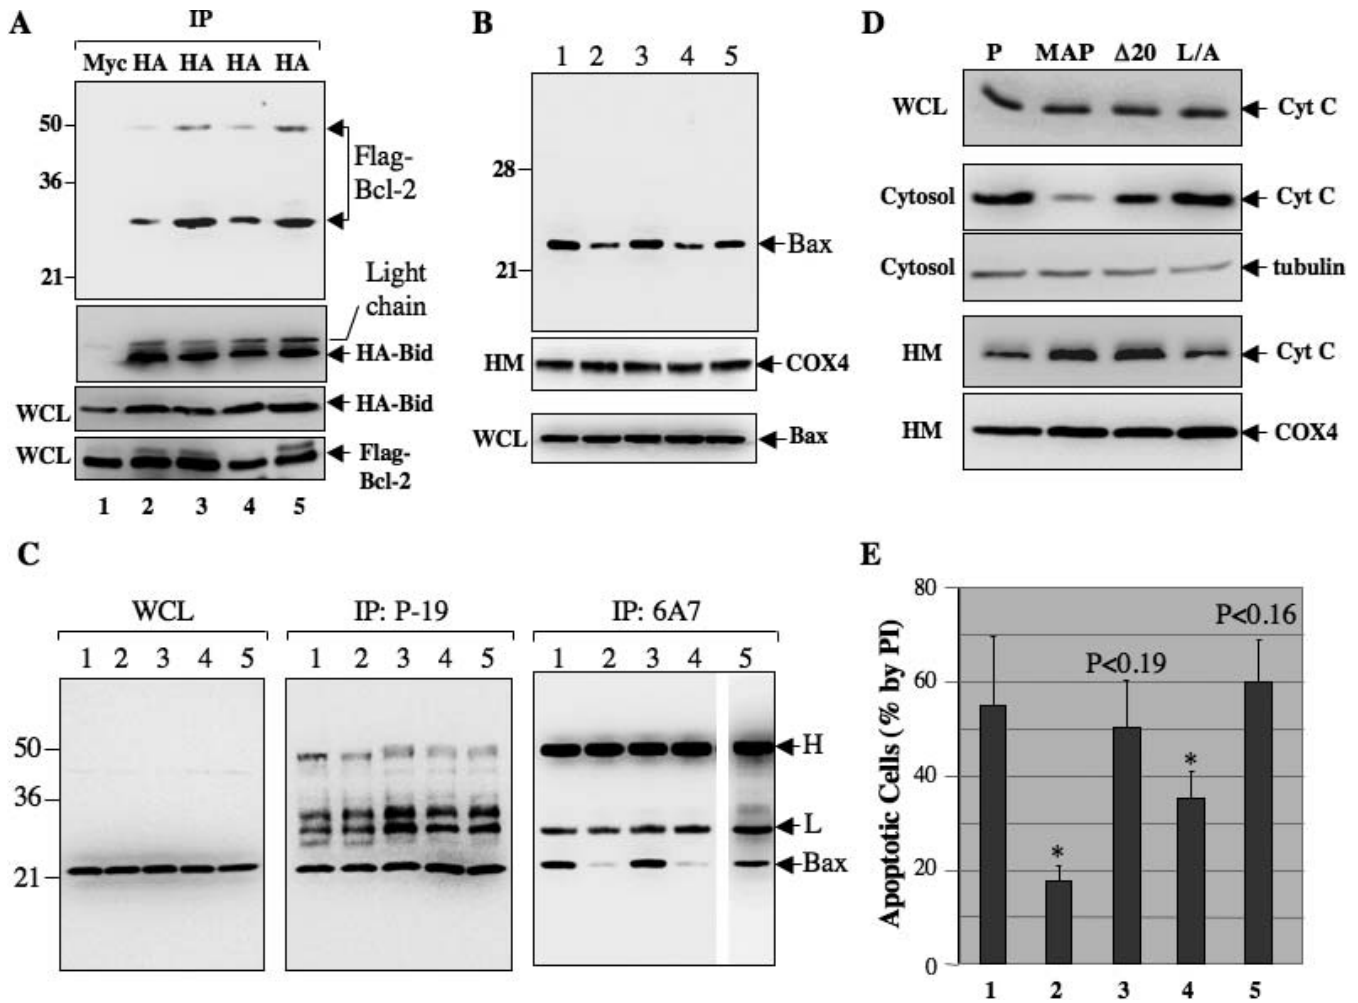 A
IP
Myc HA HA HA HA
50
36
21
Flag-
Bcl-2
Light
chain
HA-Bid
WCL
HA-Bid
WCL
Flag-
Bcl-2
1 2 3 4 5
B
1 2 3 4 5
28
21
Bax
HM
COX4
WCL
Bax
D
P MAP Δ20 L/A
WCL
Cyt C
Cytosol
Cyt C
Cytosol
tubulin
HM
Cyt C
HM
COX4
C
WCL
IP: P-19
IP: 6A7
1 2 3 4 5
1 2 3 4 5
1 2 3 4 5
50
36
21
H
L
Bax
E
Apoptotic Cells (% by PI)
80
60
40
20
0
P<0.19
P<0.16
*
*
1 2 3 4 5